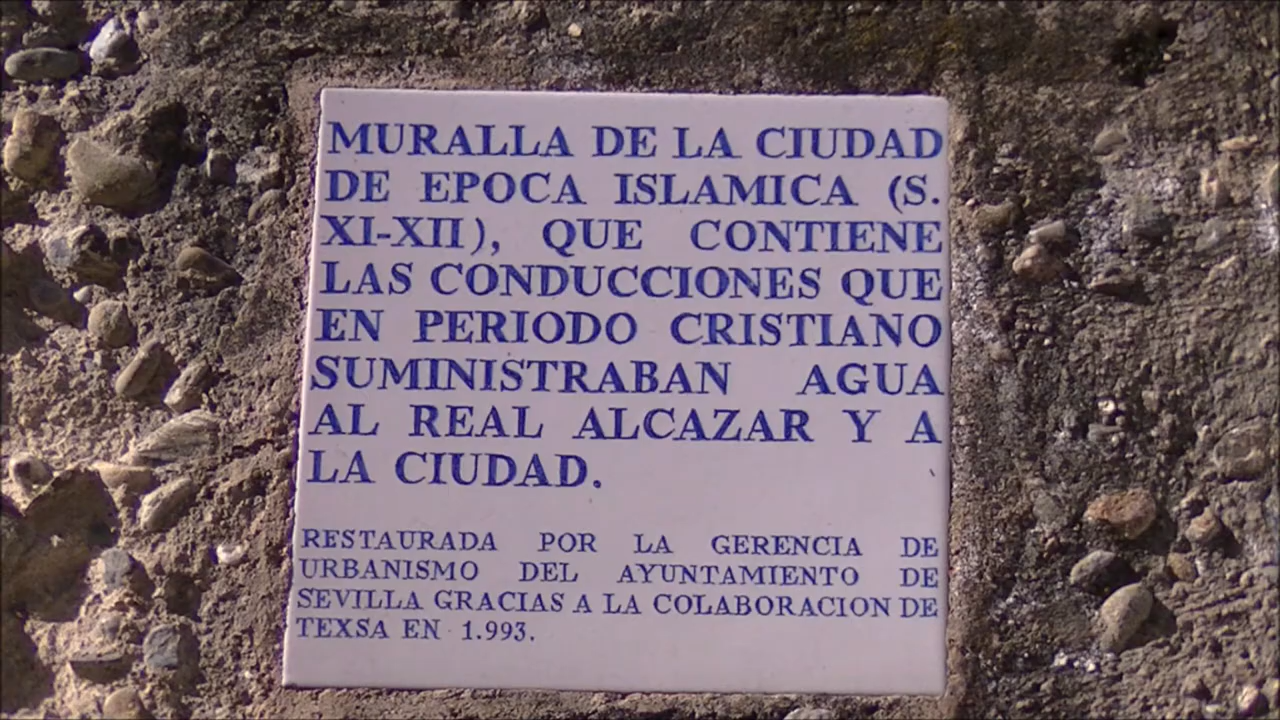 MURALLA DE LA CIUDAD
DE EPOCA ISLAMICA (S.
XI-XII), QUE CONTIENE
LAS CONDUCCIONES QUE
EN PERIODO CRISTIANO
SUMINISTRABAN AGUA
AL REAL ALCAZAR Y A
LA CIUDAD.
RESTAURADA POR LA GERENCIA DE
URBANISMO DEL AYUNTAMIENTO DE
SEVILLA GRACIAS A LA COLABORACION DE
TEXSA EN 1.993.